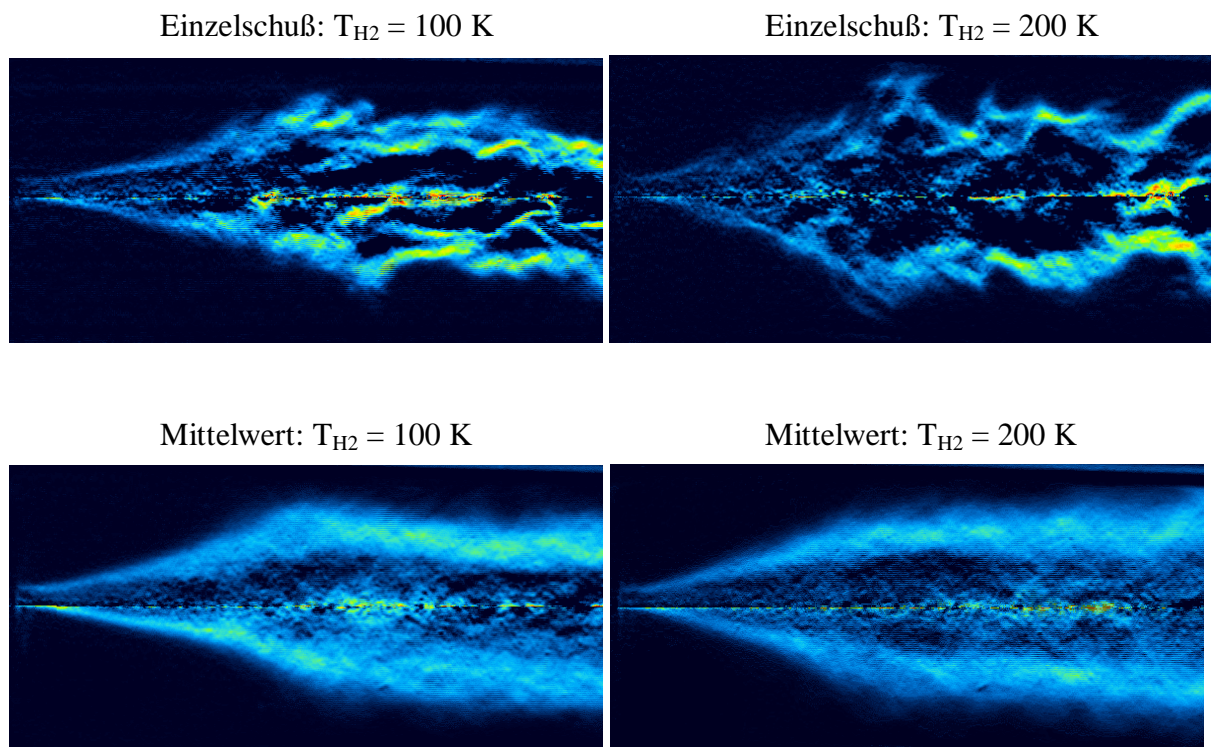 Einzelschuß: T_H2 = 100 K
Einzelschuß: T_H2 = 200 K
Mittelwert: T_H2 = 100 K
Mittelwert: T_H2 = 200 K